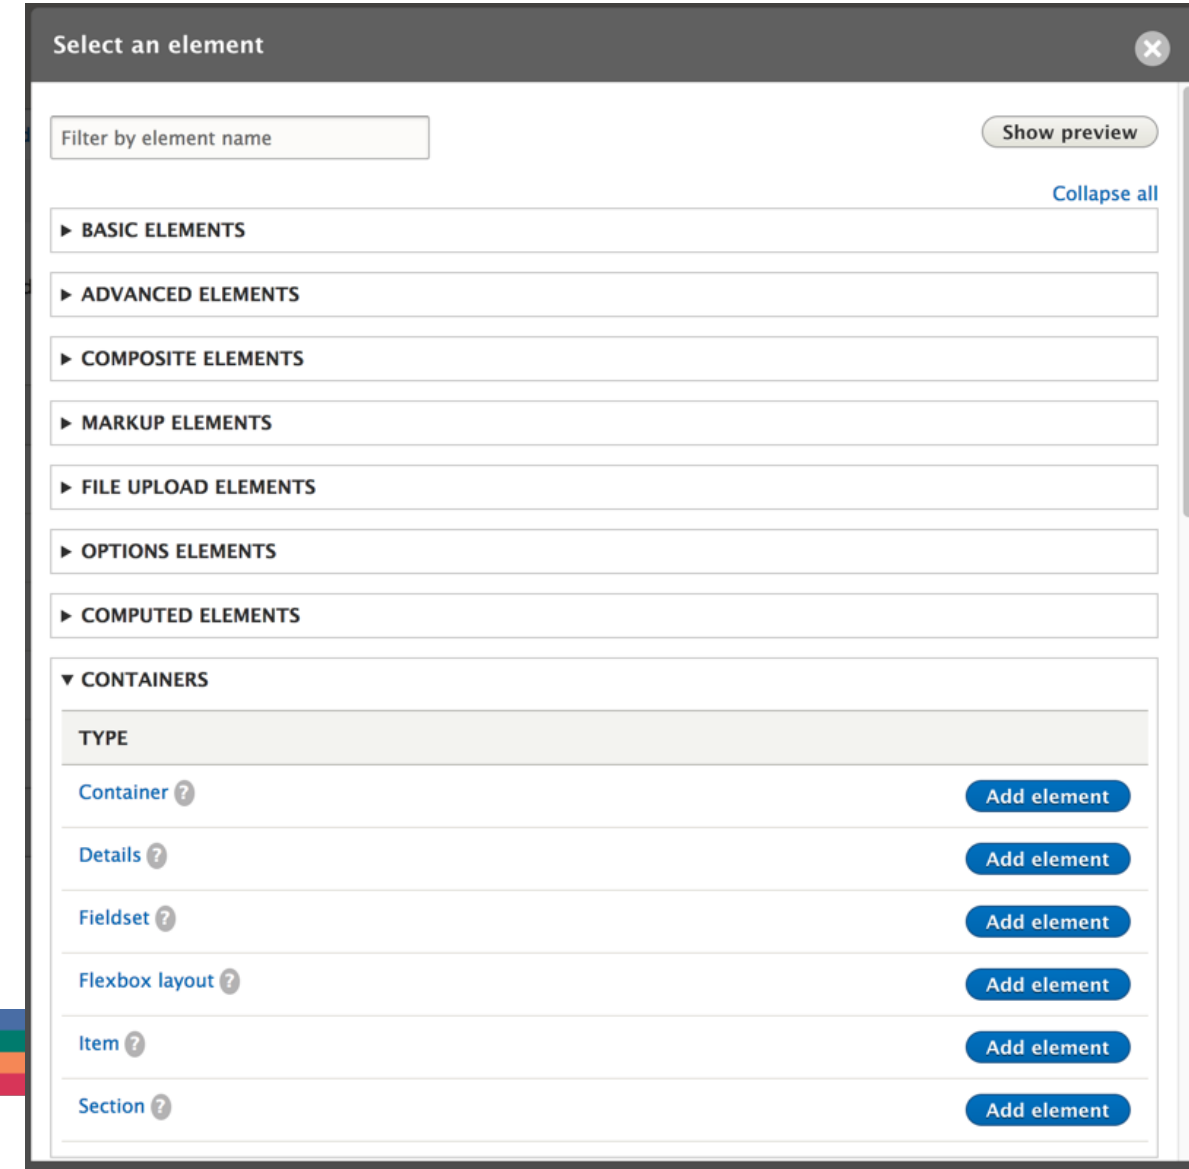 Select an element
Filter by element name
Show preview
Collapse all
BASIC ELEMENTS
ADVANCED ELEMENTS
COMPOSITE ELEMENTS
MARKUP ELEMENTS
FILE UPLOAD ELEMENTS
OPTIONS ELEMENTS
COMPUTED ELEMENTS
CONTAINERS
TYPE
Container ? Add element
Details ? Add element
Fieldset ? Add element
Flexbox layout ? Add element
Item ? Add element
Section ? Add element